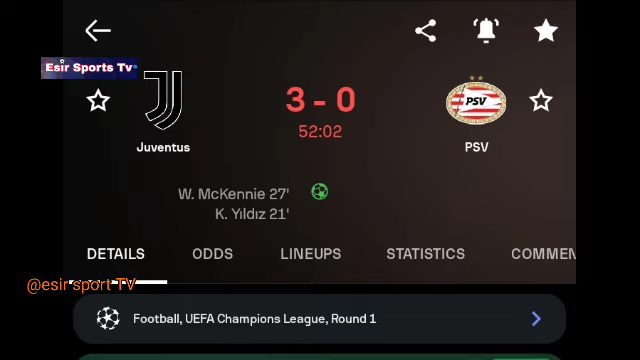 Esir Sports Tv
3 - 0
52:02
PSV
Juventus
PSV
W. McKennie 27'
K. Yıldız 21'
DETAILS ODDS LINEUPS STATISTICS COMMEN
@esir sport TV
Football, UEFA Champions League, Round 1